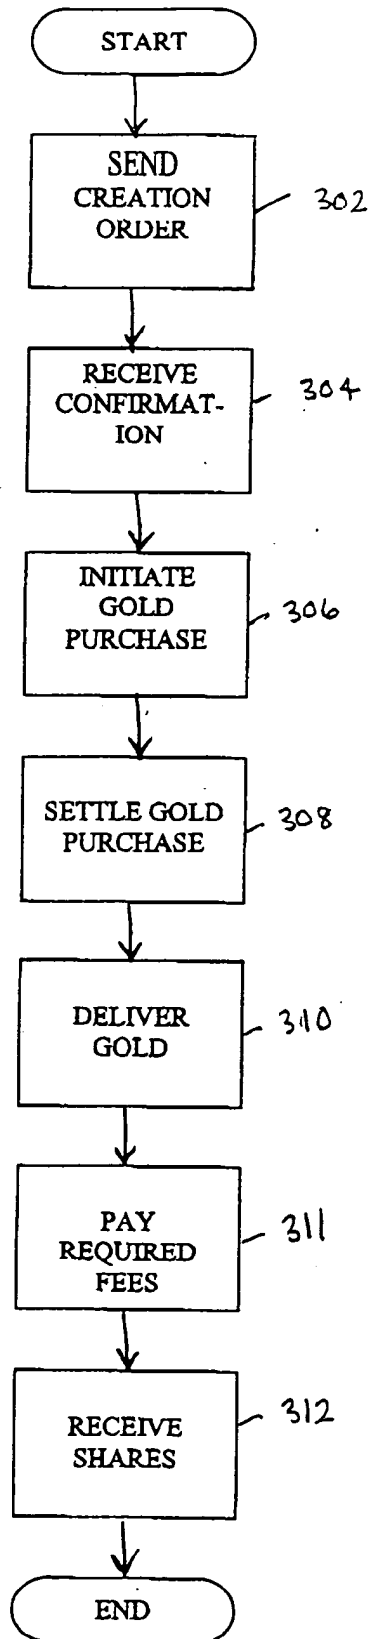 START
SEND
CREATION
ORDER
302
RECEIVE
CONFIRMAT-
ION
304
INITIATE
GOLD
PURCHASE
306
SETTLE GOLD
PURCHASE
308
DELIVER
GOLD
310
PAY
REQUIRED
FEES
311
RECEIVE
SHARES
312
END